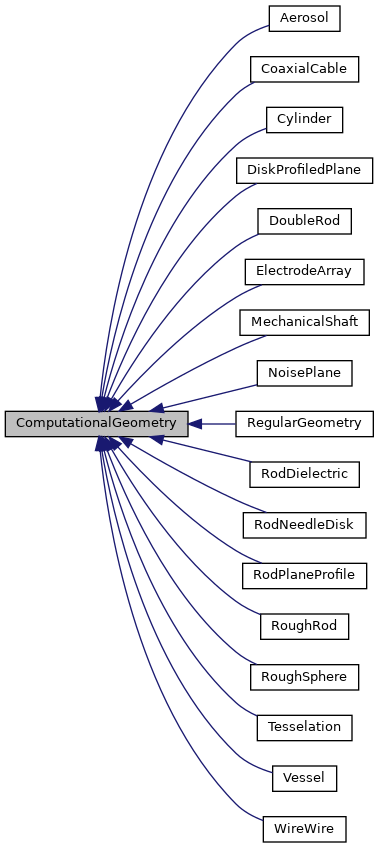 Aerosol
CoaxialCable
Cylinder
DiskProfiledPlane
DoubleRod
ElectrodeArray
MechanicalShaft
NoisePlane
ComputationalGeometry
RegularGeometry
RodDielectric
RodNeedleDisk
RodPlaneProfile
RoughRod
RoughSphere
Tesselation
Vessel
WireWire